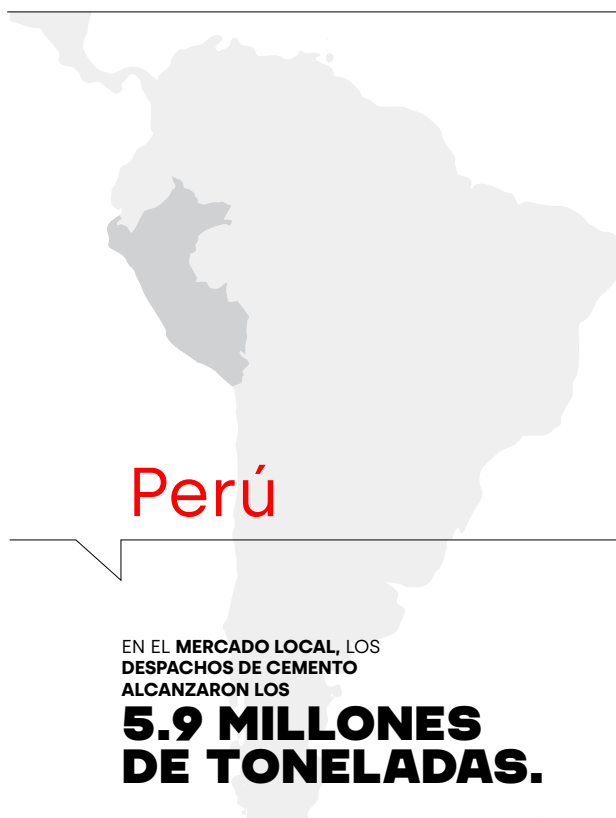 Perú
EN EL MERCADO LOCAL, LOS
DESPACHOS DE CEMENTO
ALCANZARON LOS
5.9 MILLONES
DE TONELADAS.